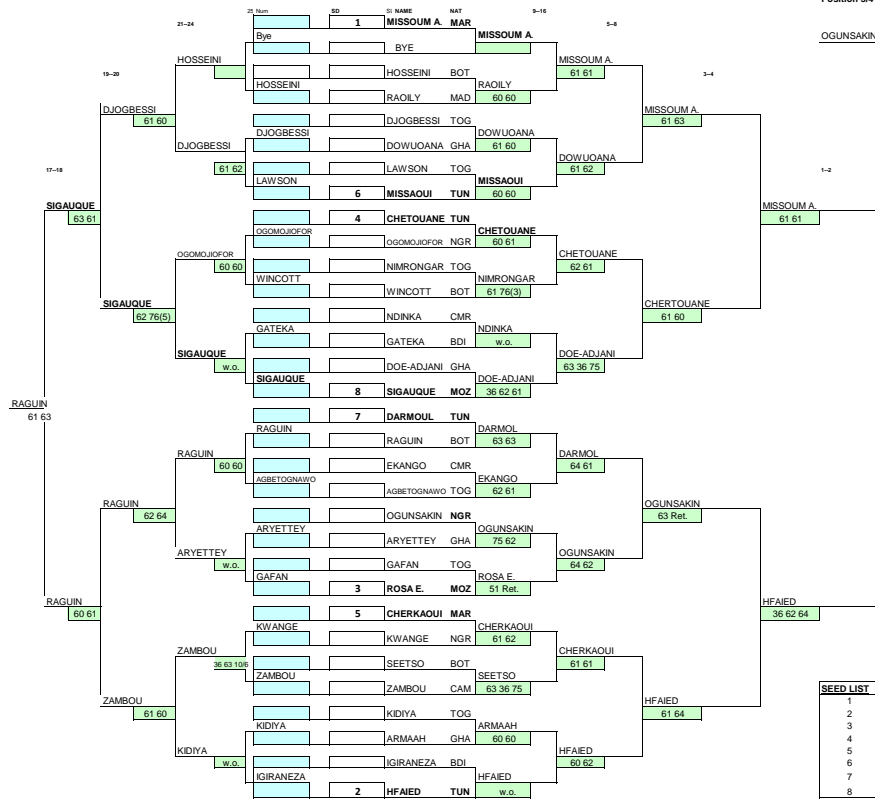 Position 3/4
25 Num SD St NAME NAT 9–16
21–24 1 MISSOUM A. MAR 5–8
Bye MISSOUM A. OGUNSAKIN
BYE
HOSSEINI MISSOUM A.
HOSSEINI BOT 61 61
19–20 3–4
HOSSEINI RAOILY
RAOILY MAD 60 60
DJOGBESSI MISSOUM A.
61 60 DJOGBESSI TOG 61 63
DJOGBESSI DOWUOANA
DJOGBESSI DOWUOANA GHA 61 60
DOWUOANA
61 62 LAWSON TOG 61 62
17–18 1–2
LAWSON MISSAOUI
6 MISSAOUI TUN 60 60
SIGAUQUE MISSOUM A.
63 61 4 CHETOUANE TUN 61 61
OGOMOJIOFOR CHETOUANE
OGOMOJIOFOR NGR 60 61
OGOMOJIOFOR CHETOUANE
60 60 NIMRONGAR TOG 62 61
WINCOTT NIMRONGAR
WINCOTT BOT 61 76(3)
SIGAUQUE CHERTOUANE
62 76(5) NDINKA CMR 61 60
GATEKA NDINKA
GATEKA BDI w.o.
SIGAUQUE DOE-ADJANI
w.o. DOE-ADJANI GHA 63 36 75
SIGAUQUE DOE-ADJANI
8 SIGAUQUE MOZ 36 62 61
RAGUIN
61 63 7 DARMOUL TUN
RAGUIN DARMOL
RAGUIN BOT 63 63
RAGUIN DARMOL
60 60 EKANGO CMR 64 61
AGBETOGNAWO EKANGO
AGBETOGNAWO TOG 62 61
RAGUIN OGUNSAKIN
62 64 OGUNSAKIN NGR 63 Ret.
ARYETTEY OGUNSAKIN
ARYETTEY GHA 75 62
ARYETTEY OGUNSAKIN
w.o. GAFAN TOG 64 62
GAFAN ROSA E.
3 ROSA E. MOZ 51 Ret.
RAGUIN HFAIED
60 61 5 CHERKAOUI MAR 36 62 64
KWANGE CHERKAOUI
KWANGE NGR 61 62
ZAMBOU CHERKAOUI
36 63 10/6 SEETSO BOT 61 61
ZAMBOU SEETSO
ZAMBOU CAM 63 36 75
SEED LIST
ZAMBOU HFAIED
1
61 60 KIDIYA TOG 61 64
2
KIDIYA ARMAAH
3
ARMAAH GHA 60 60
4
KIDIYA HFAIED
5
w.o. IGIRANEZA BDI 60 62
6
IGIRANEZA HFAIED
7
2 HFAIED TUN w.o.
8